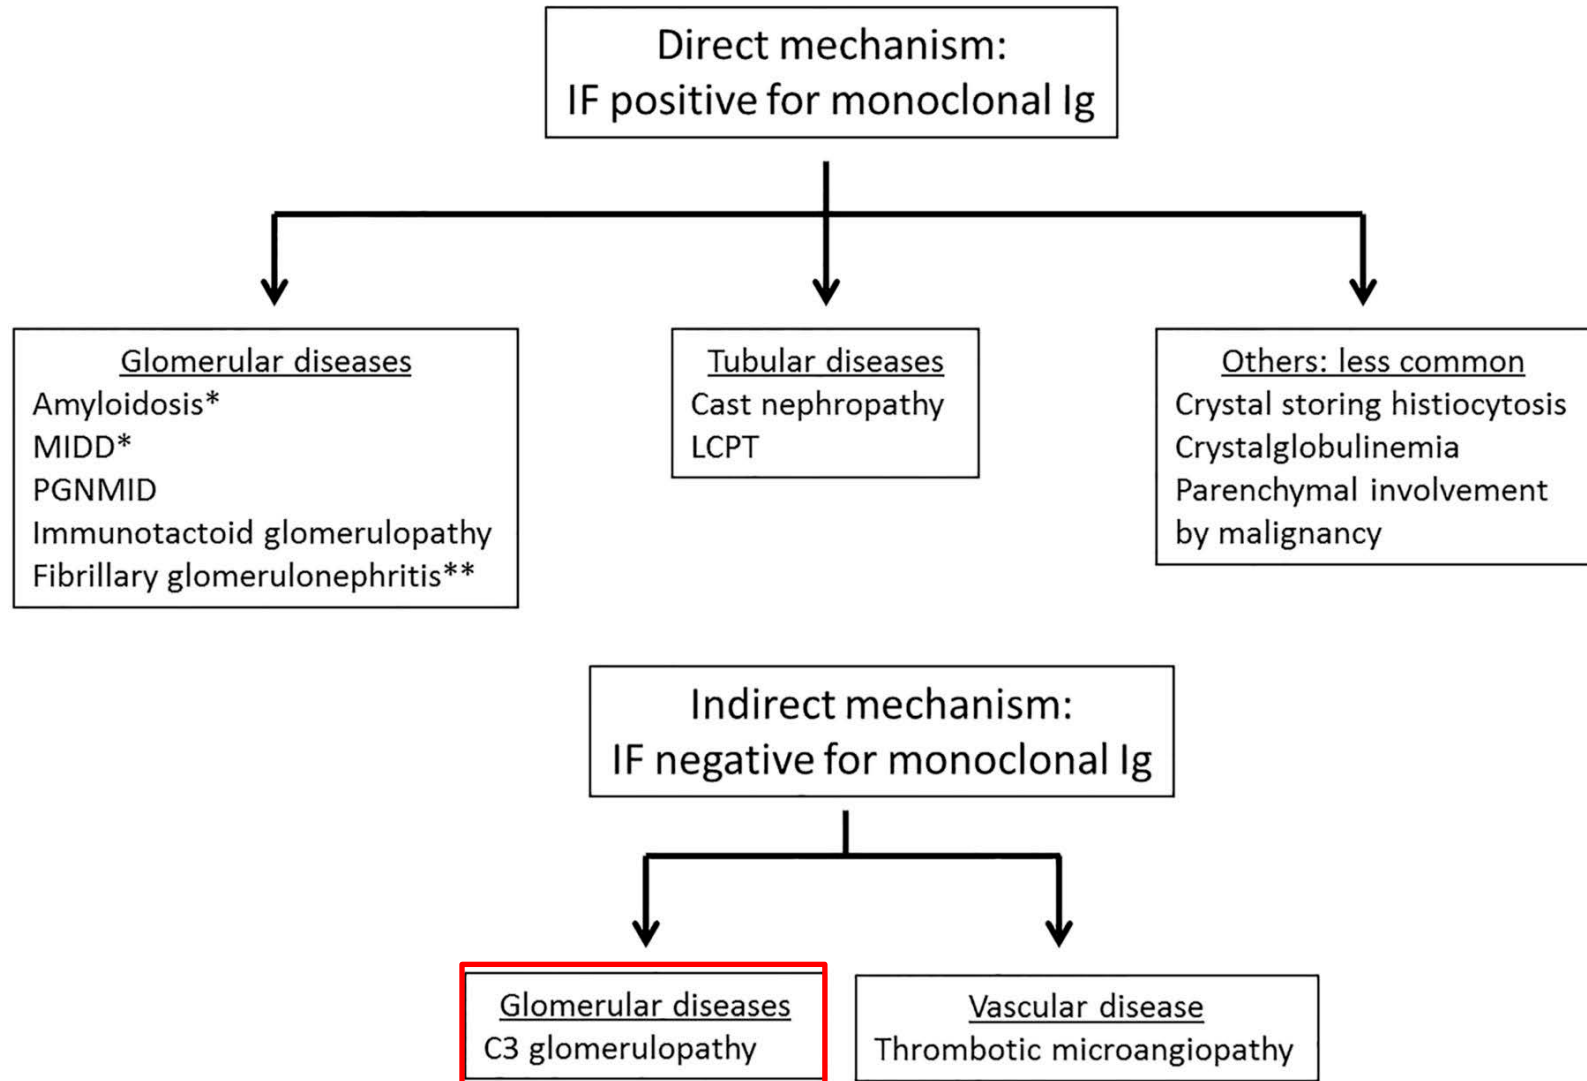 Direct mechanism:
IF positive for monoclonal Ig
Glomerular diseases
Amyloidosis*
MIDD*
PGNMID
Immunotactoid glomerulopathy
Fibrillary glomerulonephritis**
Tubular diseases
Cast nephropathy
LCPT
Others: less common
Crystal storing histiocytosis
Crystalglobulinemia
Parenchymal involvement
by malignancy
Indirect mechanism:
IF negative for monoclonal Ig
Glomerular diseases
C3 glomerulopathy
Vascular disease
Thrombotic microangiopathy